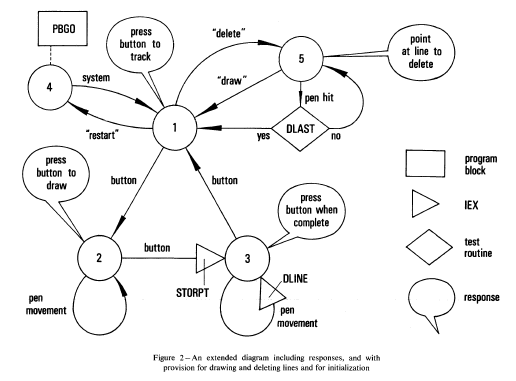 PBGO
press
button to
track
"delete"
5
point
at line to
delete
4
system
"draw"
pen hit
1
DLAST
"restart"
yes
no
press
button to
draw
button
button
program
block
press
button when
complete
IEX
2
button
3
test
routine
STORPT
DLINE
response
pen
movement
pen
movement
Figure 2—An extended diagram including responses, and with
provision for drawing and deleting lines and for initialization